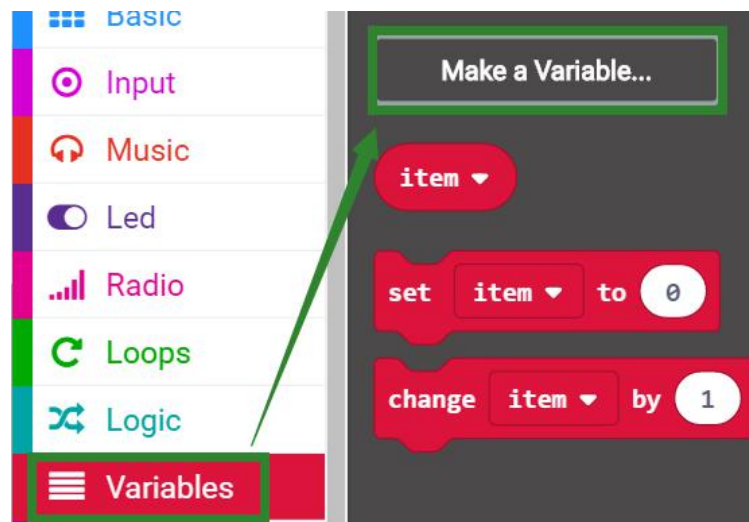 Basic
Input
Music
Led
Radio
Loops
Logic
Variables
Make a Variable...
item
set item to 0
change item by 1